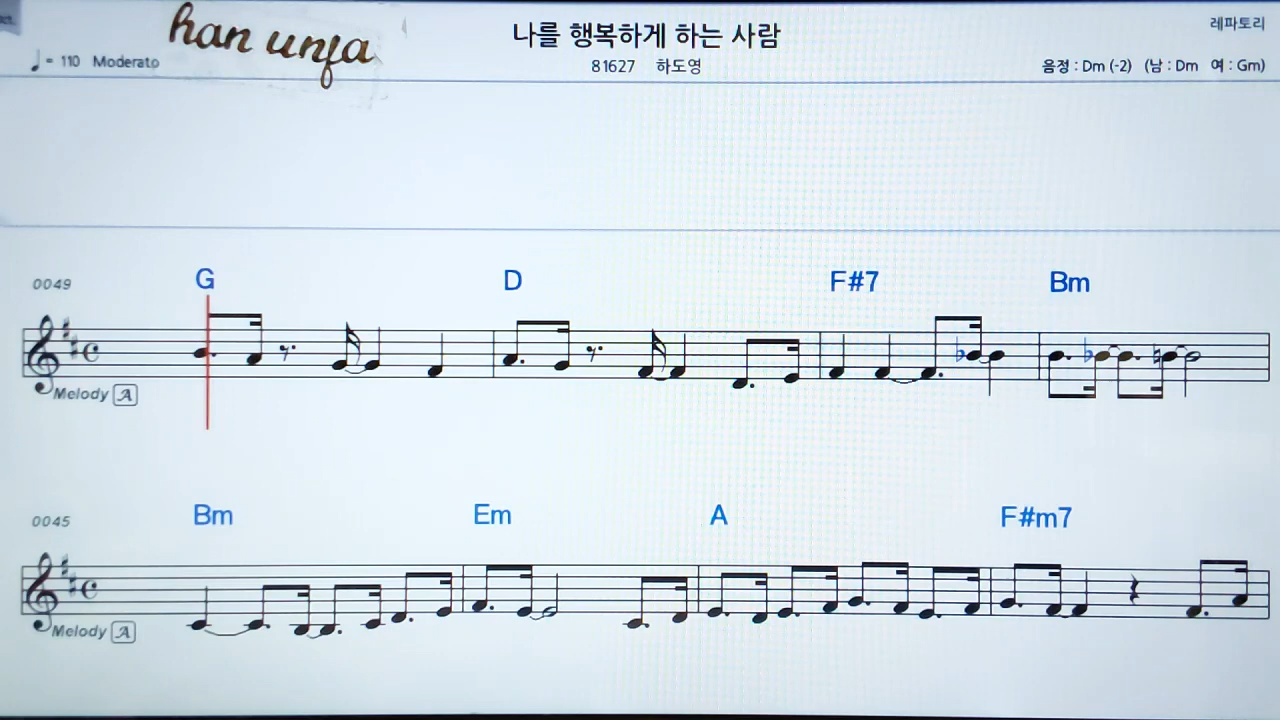 han unfa
나를 행복하게 하는 사람
레파토리
♩= 110 Moderato
81627 하도영
음정 : Dm (-2) (남 : Dm 여 : Gm)
0049
G D F#7 Bm
Melody A
0045
Bm Em A F#m7
Melody A